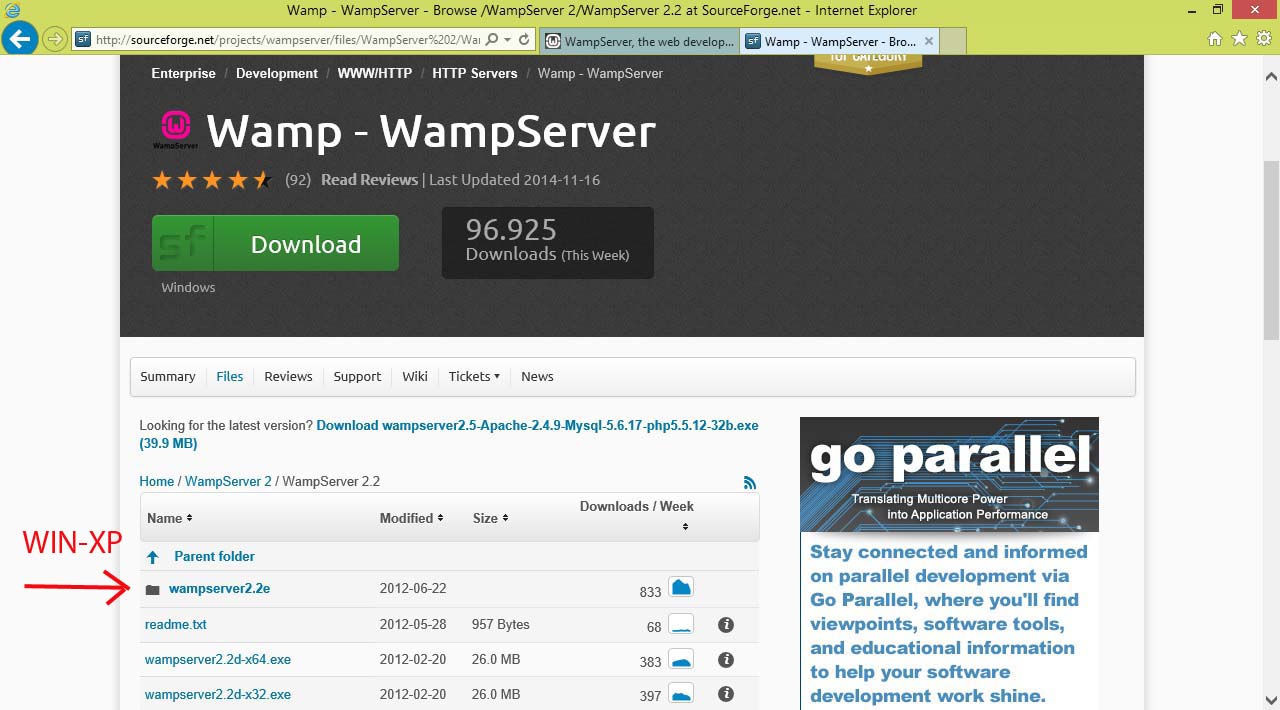 Wamp - WampServer - Browse /WampServer 2/WampServer 2.2 at SourceForge.net - Internet Explorer
http://sourceforge.net/projects/wampserver/files/WampServer%202/Wa
WampServer, the web develop...
Wamp - WampServer - Bro...
Enterprise / Development / WWW/HTTP / HTTP Servers / Wamp - WampServer
TOP CATEGORY
WampServer
Wamp - WampServer
(92) Read Reviews | Last Updated 2014-11-16
sf Download
96.925
Downloads (This Week)
Windows
Summary Files Reviews Support Wiki Tickets News
Looking for the latest version? Download wampserver2.5-Apache-2.4.9-Mysql-5.6.17-php5.5.12-32b.exe
(39.9 MB)
Home / WampServer 2 / WampServer 2.2
Name Modified Size Downloads / Week
Parent folder
WIN-XP
wampserver2.2e 2012-06-22 833
readme.txt 2012-05-28 957 Bytes 68
wampserver2.2d-x64.exe 2012-02-20 26.0 MB 383
wampserver2.2d-x32.exe 2012-02-20 26.0 MB 397
go parallel
Translating Multicore Power
into Application Performance
Stay connected and informed
on parallel development via
Go Parallel, where you'll find
viewpoints, software tools,
and educational information
to help your software
development work shine.